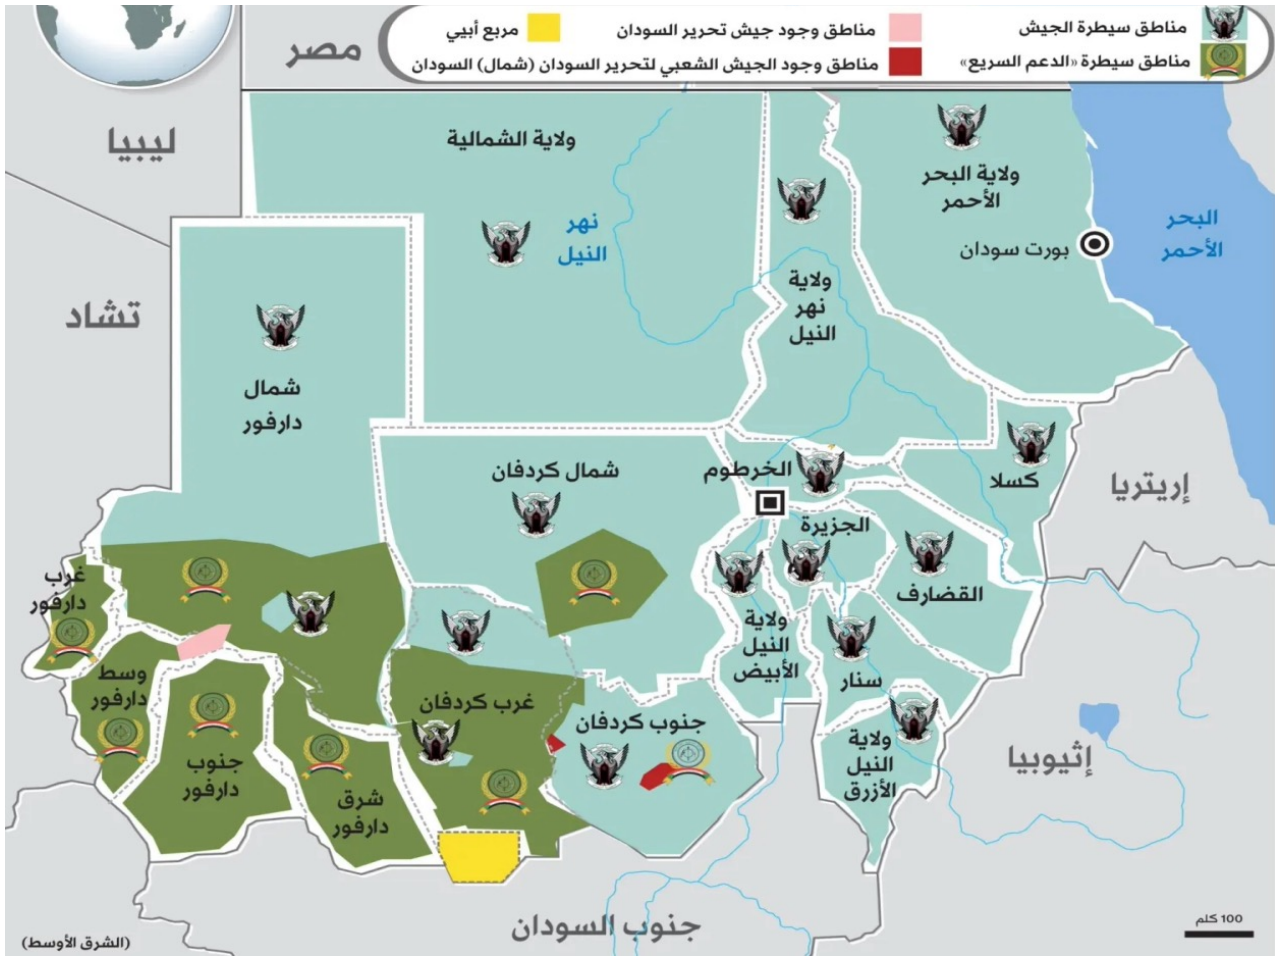 مناطق سيطرة الجيش
مناطق وجود جيش تحرير السودان
مربع أبيي
مناطق سيطرة «الدعم السريع»
مناطق وجود الجيش الشعبي لتحرير السودان (شمال) السودان
مصر
ليبيا
ولاية الشمالية
ولاية البحر
الأحمر
البحر
الأحمر
نهر
النيل
بورت سودان
ولاية
نهر
النيل
تشاد
شمال
دارفور
شمال كردفان
الخرطوم
كسلا
إريتريا
الجزيرة
القضارف
غرب
دارفور
ولاية
النيل
الأبيض
وسط
دارفور
سنار
غرب كردفان
جنوب كردفان
ولاية
النيل
الأزرق
إثيوبيا
جنوب
دارفور
شرق
دارفور
جنوب السودان
100 كلم
(الشرق الأوسط)